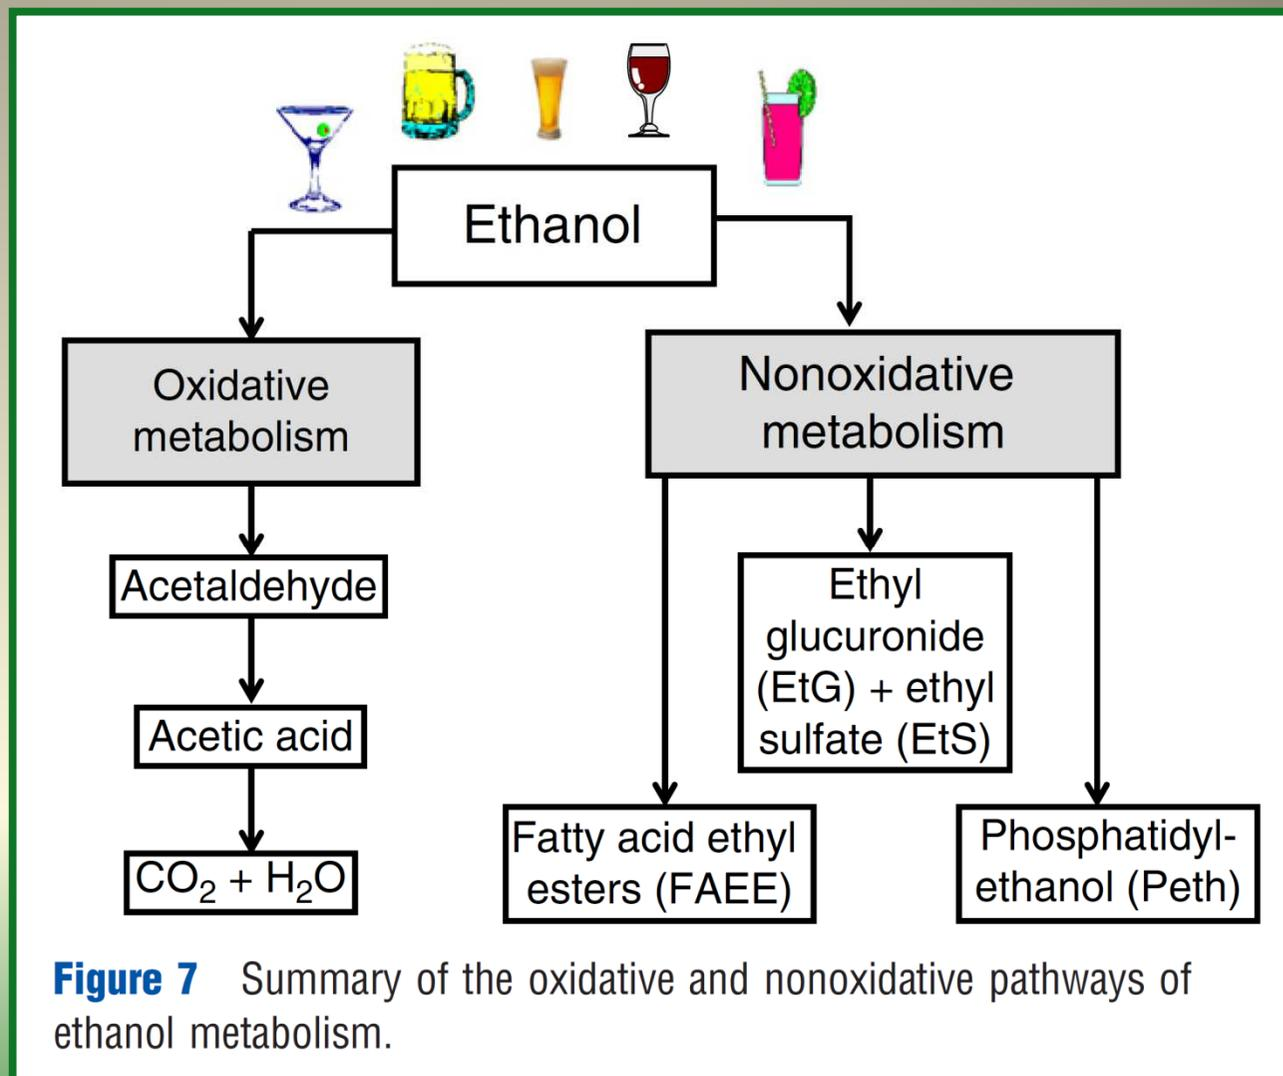 Ethanol
Oxidative
metabolism
Nonoxidative
metabolism
Acetaldehyde
Acetic acid
CO₂ + H₂O
Ethyl
glucuronide
(EtG) + ethyl
sulfate (EtS)
Fatty acid ethyl
esters (FAEE)
Phosphatidyl-
ethanol (Peth)
Figure 7 Summary of the oxidative and nonoxidative pathways of
ethanol metabolism.